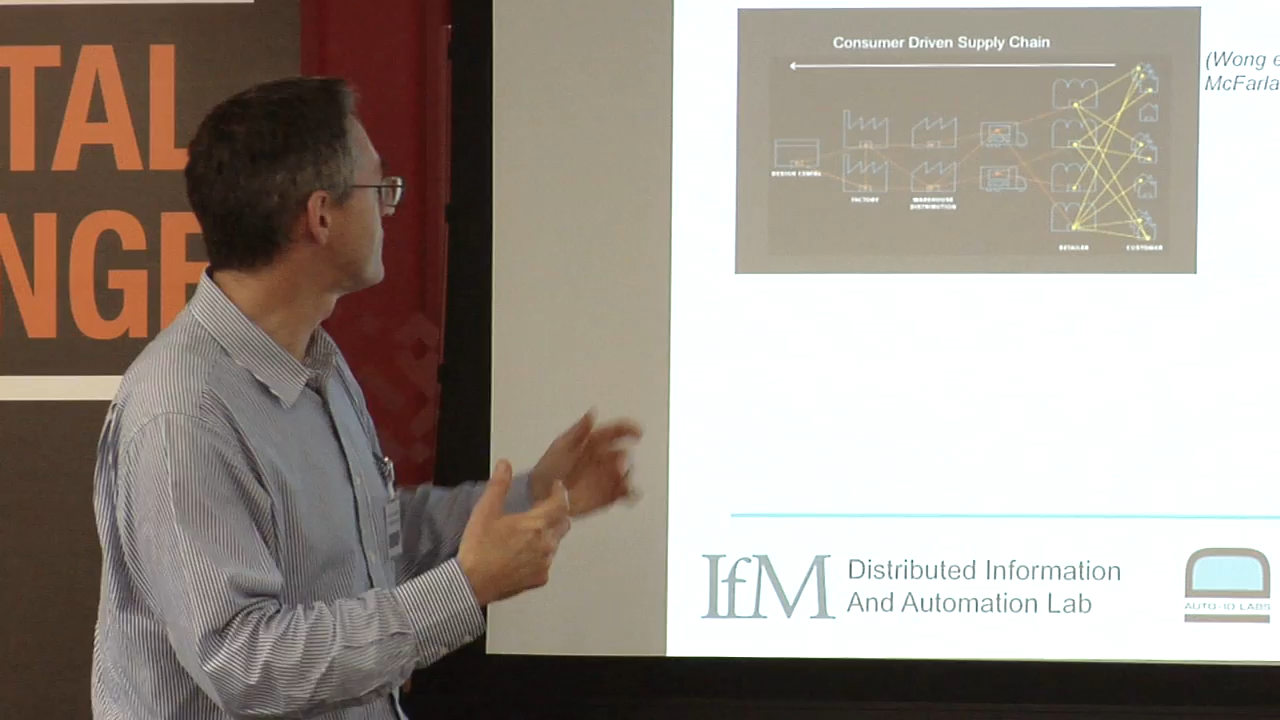 TAL
NGE
Consumer Driven Supply Chain
(Wong e
McFarla
DESIGN CONFIG
FACTORY
WAREHOUSE
DISTRIBUTION
RETAILER
CUSTOMER
IfM
Distributed Information
And Automation Lab
AUTO-ID LABS